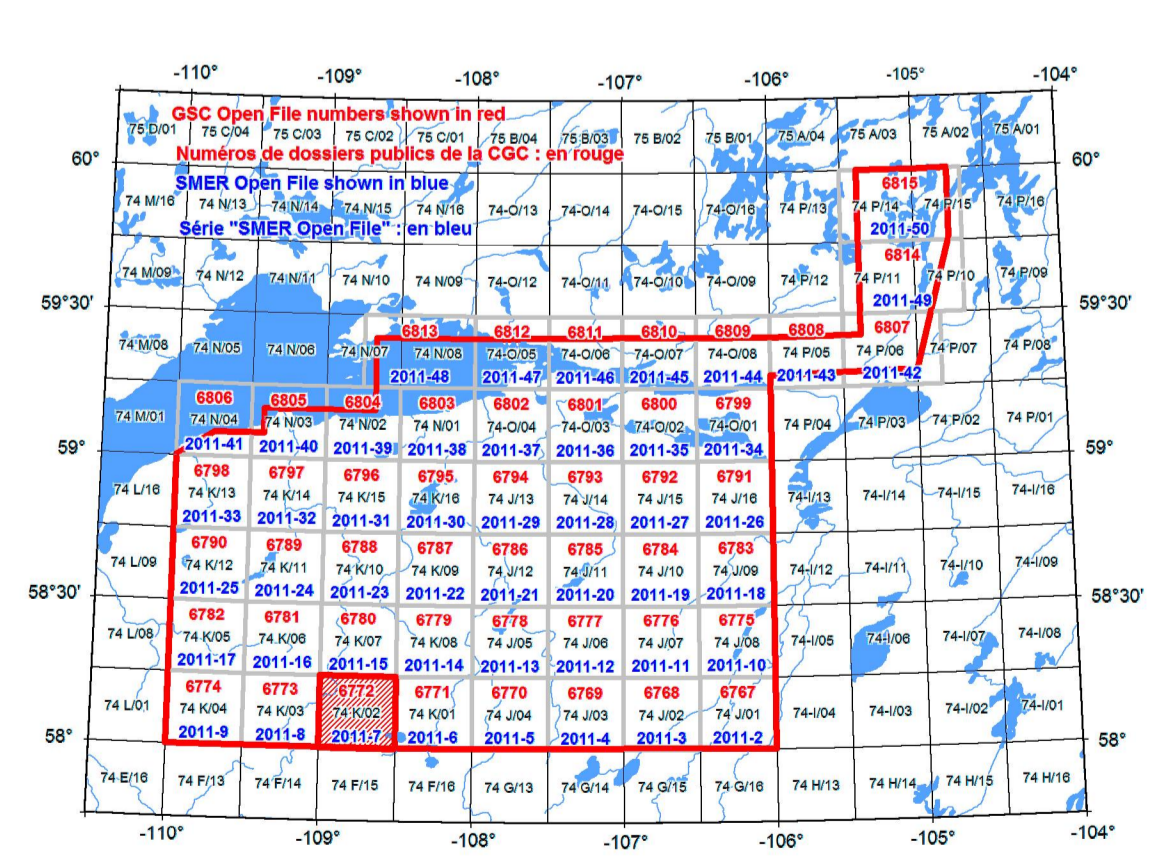 -110° -109° -108° -107° -106° -105° -104°
GSC Open File numbers shown in red
75 D/01 75 C/04 75 C/03 75 C/02 75 C/01 75 B/04 75 B/03 75 B/02 75 B/01 75 A/04 75 A/03 75 A/02 75 A/01
Numéros de dossiers publics de la CGC : en rouge
60° 60°
SMER Open File shown in blue
6815
74 M/16 74 N/13 74 N/14 74 N/15 74 N/16 74-O/13 74-O/14 74-O/15 74-O/16 74 P/13 74 P/14 74 P/15 74 P/16
Série "SMER Open File" : en bleu
2011-50
6814
74 M/09 74 N/12 74 N/11 74 N/10 74 N/09 74-O/12 74-O/11 74-O/10 74-O/09 74 P/12 74 P/11 74 P/10 74 P/09
59°30' 2011-49 59°30'
6813 6812 6811 6810 6809 6808 6807
74 M/08 74 N/05 74 N/06 74 N/07 74 N/08 74-O/05 74-O/06 74-O/07 74-O/08 74 P/05 74 P/06 74 P/07 74 P/08
2011-48 2011-47 2011-46 2011-45 2011-44 2011-43 2011-42
6806 6805 6804 6803 6802 6801 6800 6799
74 M/01 74 N/04 74 N/03 74 N/02 74 N/01 74-O/04 74-O/03 74-O/02 74-O/01 74 P/04 74 P/03 74 P/02 74 P/01
59° 2011-41 2011-40 2011-39 2011-38 2011-37 2011-36 2011-35 2011-34 59°
6798 6797 6796 6795 6794 6793 6792 6791
74 L/16 74 K/13 74 K/14 74 K/15 74 K/16 74 J/13 74 J/14 74 J/15 74 J/16 74-I/13 74-I/14 74-I/15 74-I/16
2011-33 2011-32 2011-31 2011-30 2011-29 2011-28 2011-27 2011-26
6790 6789 6788 6787 6786 6785 6784 6783
74 L/09 74 K/12 74 K/11 74 K/10 74 K/09 74 J/12 74 J/11 74 J/10 74 J/09 74-I/12 74-I/11 74-I/10 74-I/09
58°30' 2011-25 2011-24 2011-23 2011-22 2011-21 2011-20 2011-19 2011-18 58°30'
6782 6781 6780 6779 6778 6777 6776 6775
74 L/08 74 K/05 74 K/06 74 K/07 74 K/08 74 J/05 74 J/06 74 J/07 74 J/08 74-I/05 74-I/06 74-I/07 74-I/08
2011-17 2011-16 2011-15 2011-14 2011-13 2011-12 2011-11 2011-10
6774 6773 6772 6771 6770 6769 6768 6767
74 L/01 74 K/04 74 K/03 74 K/02 74 K/01 74 J/04 74 J/03 74 J/02 74 J/01 74-I/04 74-I/03 74-I/02 74-I/01
58° 2011-9 2011-8 2011-7 2011-6 2011-5 2011-4 2011-3 2011-2 58°
74 E/16 74 F/13 74 F/14 74 F/15 74 F/16 74 G/13 74 G/14 74 G/15 74 G/16 74 H/13 74 H/14 74 H/15 74 H/16
-110° -109° -108° -107° -106° -105° -104°